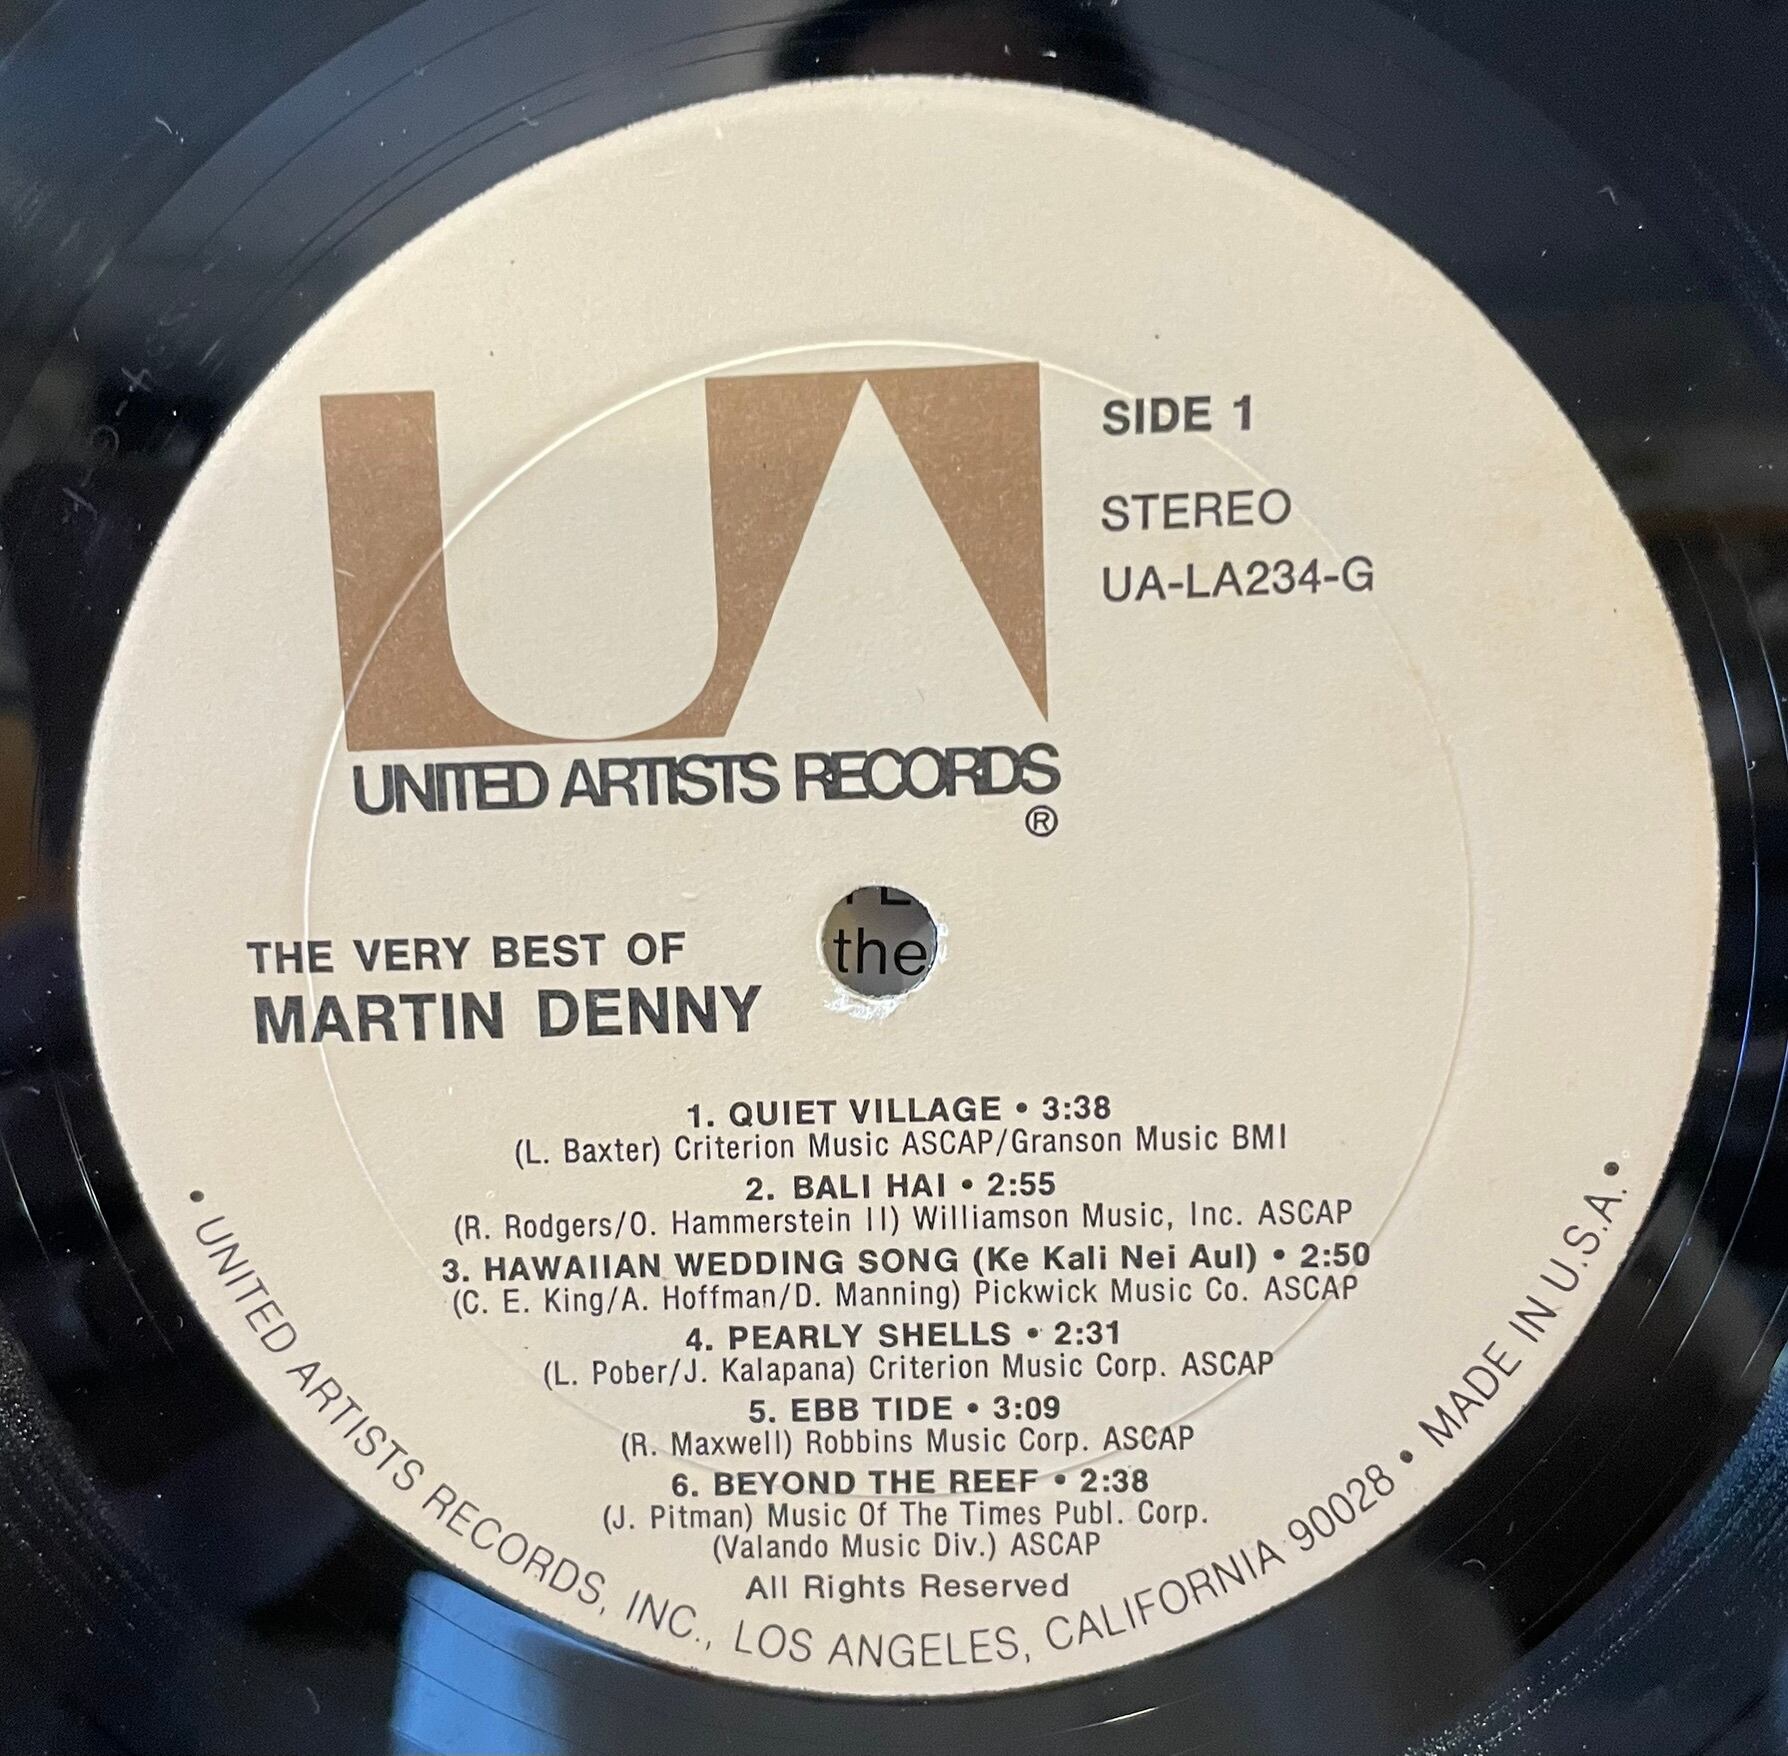 UA
SIDE 1
STEREO
UA-LA234-G
UNITED ARTISTS RECORDS
®
the
THE VERY BEST OF
MARTIN DENNY
1. QUIET VILLAGE • 3:38
(L. Baxter) Criterion Music ASCAP/Granson Music BMI
2. BALI HAI • 2:55
(R. Rodgers/O. Hammerstein II) Williamson Music, Inc. ASCAP
3. HAWAIIAN WEDDING SONG (Ke Kali Nei Aul) • 2:50
(C. E. King/A. Hoffman/D. Manning) Pickwick Music Co. ASCAP
4. PEARLY SHELLS • 2:31
(L. Pober/J. Kalapana) Criterion Music Corp. ASCAP
5. EBB TIDE • 3:09
(R. Maxwell) Robbins Music Corp. ASCAP
6. BEYOND THE REEF • 2:38
(J. Pitman) Music Of The Times Publ. Corp.
(Valando Music Div.) ASCAP
All Rights Reserved
• UNITED ARTISTS RECORDS, INC., LOS ANGELES, CALIFORNIA 90028 • MADE IN U.S.A. •